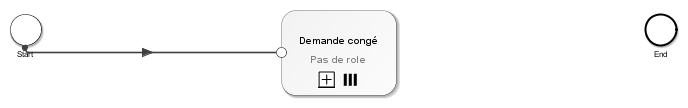 Start
Demande congé
Pas de role
End